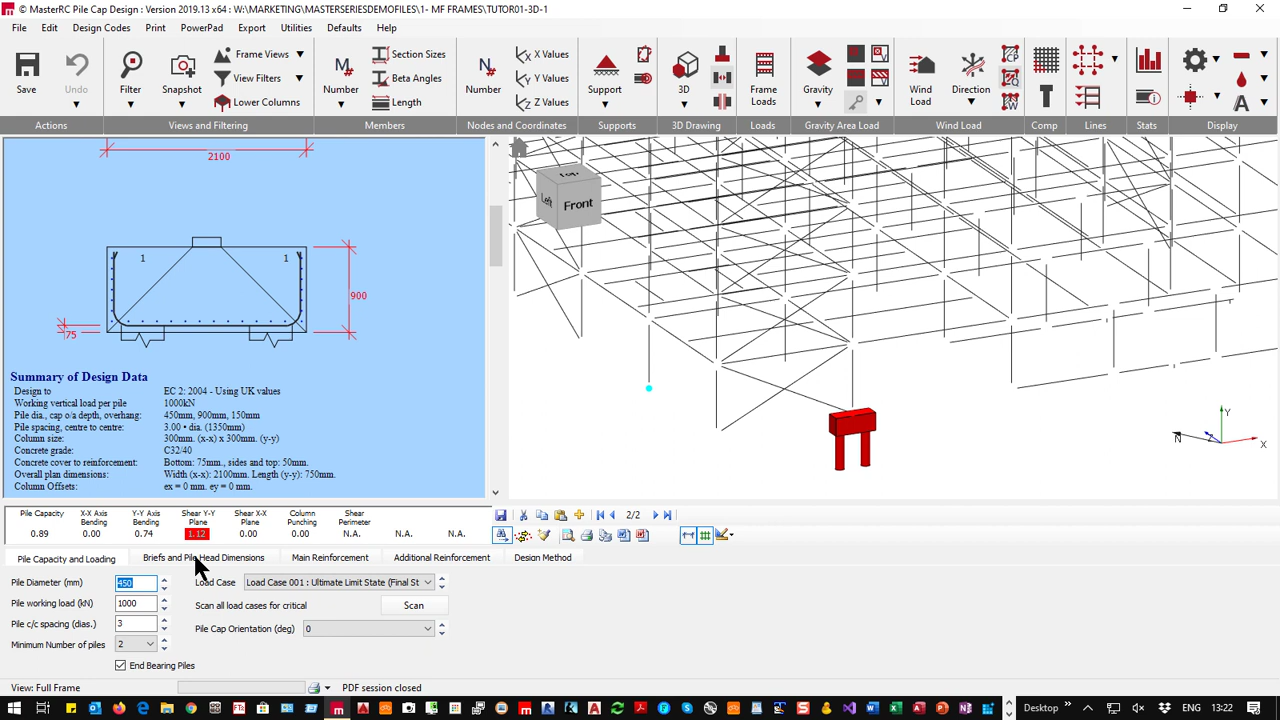 © MasterRC Pile Cap Design : Version 2019.13 x64 : W:\MARKETING\MASTERSERIESDEMOFILES\1- MF FRAMES\TUTOR01-3D-1
File Edit Design Codes Print PowerPad Export Utilities Defaults Help
Frame Views Section Sizes X Values
View Filters Beta Angles Y Values
Save Undo Filter Snapshot Lower Columns Number Length Number Z Values Support 3D Frame Loads Gravity Wind Load Direction
Actions Views and Filtering Members Nodes and Coordinates Supports 3D Drawing Loads Gravity Area Load Wind Load Comp Lines Stats Display
2100
1 1
900
75
Summary of Design Data
Design to EC 2: 2004 - Using UK values
Working vertical load per pile 1000kN
Pile dia., cap o/a depth, overhang: 450mm, 900mm, 150mm
Pile spacing, centre to centre: 3.00 • dia. (1350mm)
Column size: 300mm. (x-x) x 300mm. (y-y)
Concrete grade: C32/40
Concrete cover to reinforcement: Bottom: 75mm., sides and top: 50mm.
Overall plan dimensions: Width (x-x): 2100mm. Length (y-y): 750mm.
Column Offsets: ex = 0 mm. ey = 0 mm.
Top
Left Front
N Z Y X
Pile Capacity X-X Axis Bending Y-Y Axis Bending Shear Y-Y Plane Shear X-X Plane Column Punching Shear Perimeter
0.89 0.00 0.74 1.12 0.00 0.00 N.A. N.A. N.A.
2/2
Pile Capacity and Loading Briefs and Pile Head Dimensions Main Reinforcement Additional Reinforcement Design Method
Pile Diameter (mm) 450 Load Case Load Case 001 : Ultimate Limit State (Final St
Pile working load (kN) 1000 Scan all load cases for critical Scan
Pile c/c spacing (dias.) 3 Pile Cap Orientation (deg) 0
Minimum Number of piles 2
End Bearing Piles
View: Full Frame PDF session closed
Desktop ENG 13:22